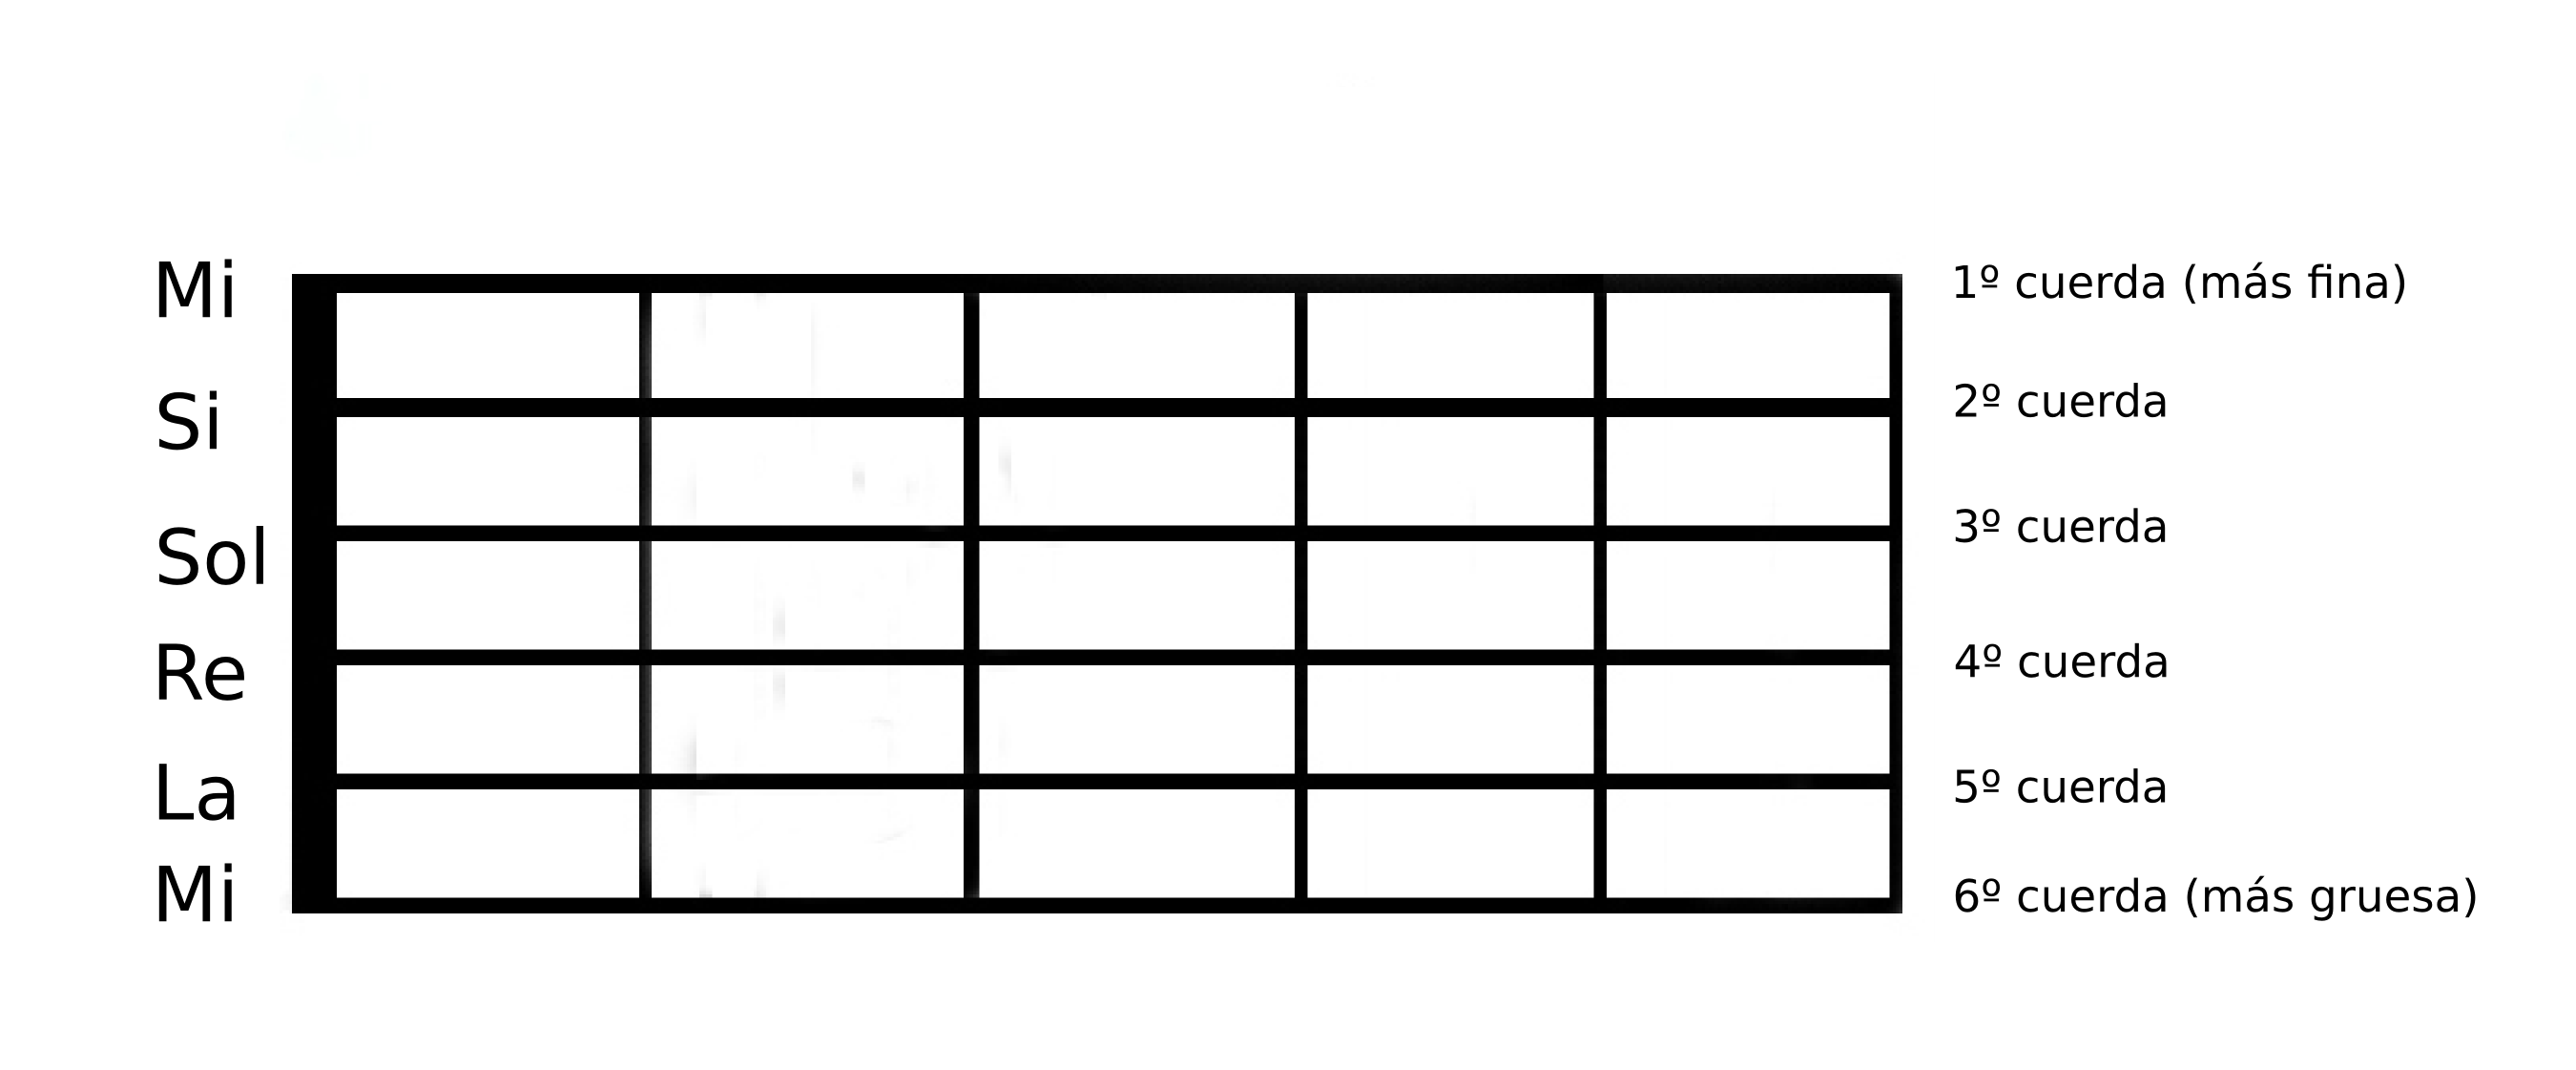 Mi 1º cuerda (más fina)
Si 2º cuerda
Sol 3º cuerda
Re 4º cuerda
La 5º cuerda
Mi 6º cuerda (más gruesa)